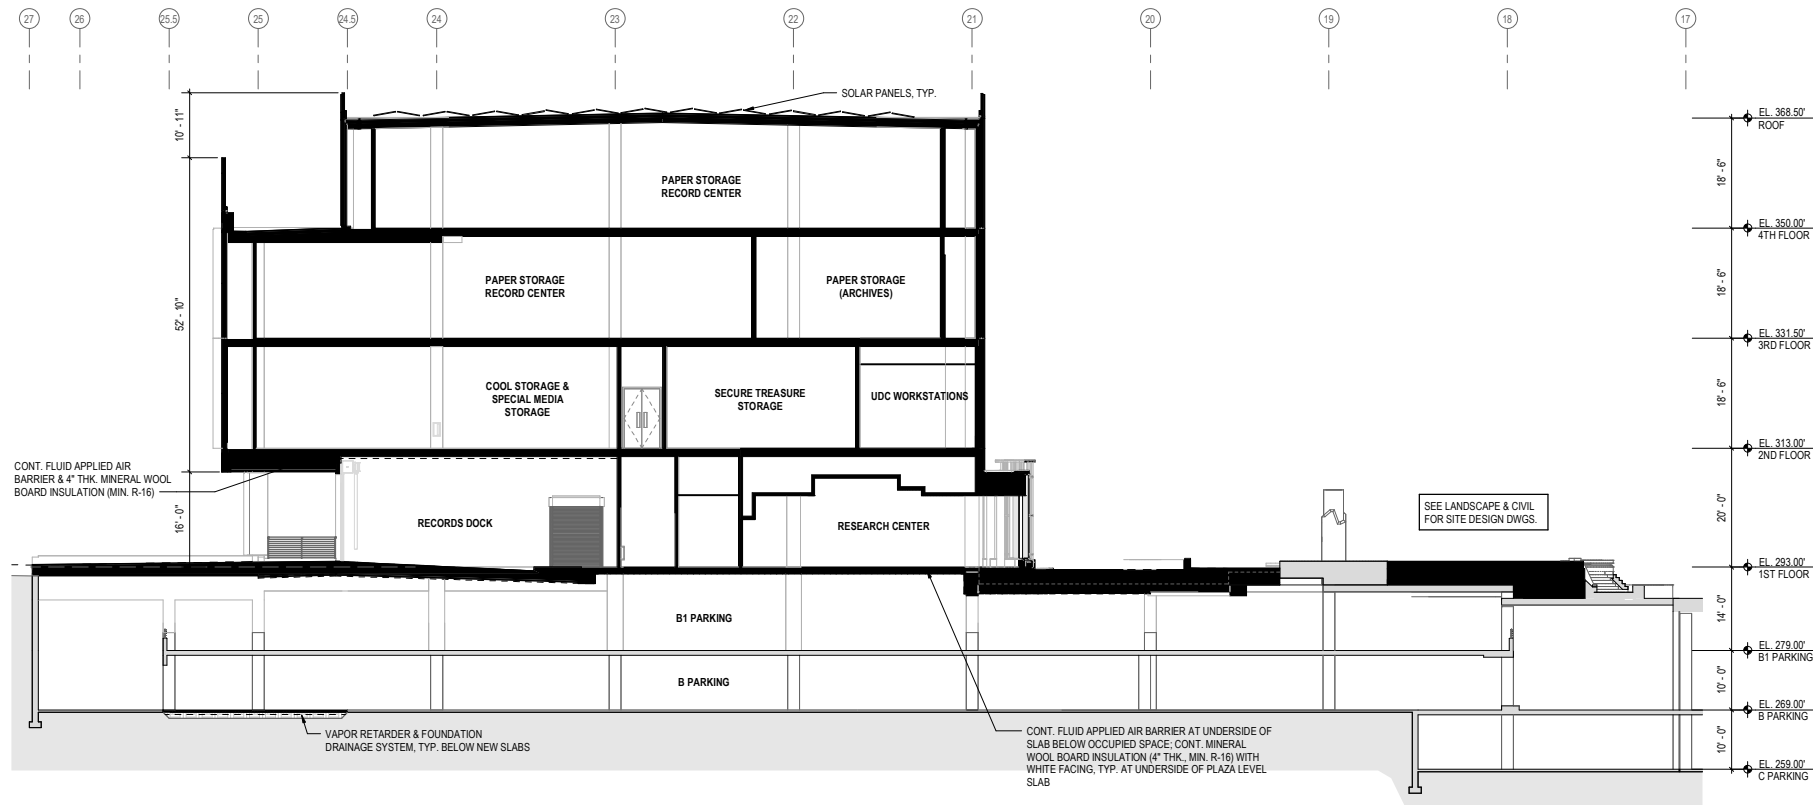 27
26
25.5
25
24.5
24
23
22
21
20
19
18
17
SOLAR PANELS, TYP.
10' - 11"
EL. 368.50'
ROOF
18' - 6"
PAPER STORAGE
RECORD CENTER
EL. 350.00'
4TH FLOOR
52' - 10"
PAPER STORAGE
RECORD CENTER
PAPER STORAGE
(ARCHIVES)
18' - 6"
EL. 331.50'
3RD FLOOR
COOL STORAGE &
SPECIAL MEDIA
STORAGE
SECURE TREASURE
STORAGE
UDC WORKSTATIONS
18' - 6"
EL. 313.00'
2ND FLOOR
CONT. FLUID APPLIED AIR
BARRIER & 4" THK. MINERAL WOOL
BOARD INSULATION (MIN. R-16)
16' - 0"
RECORDS DOCK
RESEARCH CENTER
SEE LANDSCAPE & CIVIL
FOR SITE DESIGN DWGS.
20' - 0"
EL. 293.00'
1ST FLOOR
B1 PARKING
14' - 0"
EL. 279.00'
B1 PARKING
B PARKING
10' - 0"
EL. 269.00'
B PARKING
VAPOR RETARDER & FOUNDATION
DRAINAGE SYSTEM, TYP. BELOW NEW SLABS
CONT. FLUID APPLIED AIR BARRIER AT UNDERSIDE OF
SLAB BELOW OCCUPIED SPACE; CONT. MINERAL
WOOL BOARD INSULATION (4" THK., MIN. R-16) WITH
WHITE FACING, TYP. AT UNDERSIDE OF PLAZA LEVEL
SLAB
10' - 0"
EL. 259.00'
C PARKING